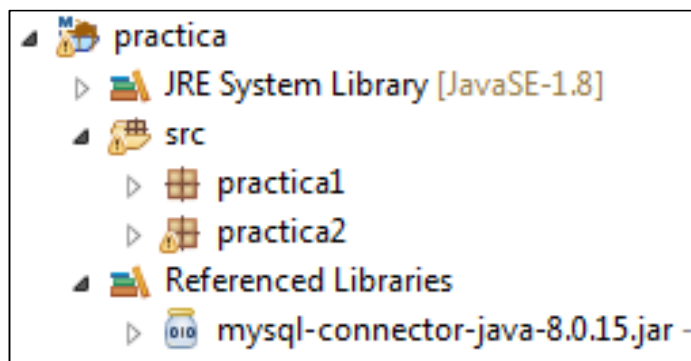 practica
JRE System Library [JavaSE-1.8]
src
practica1
practica2
Referenced Libraries
mysql-connector-java-8.0.15.jar -